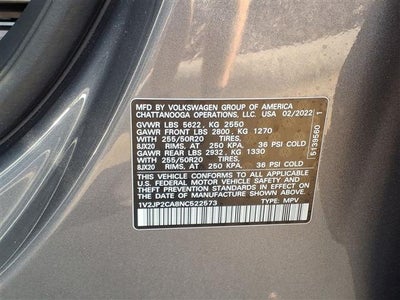 MFD BY VOLKSWAGEN GROUP OF AMERICA
CHATTANOOGA OPERATIONS, LLC. USA 02/2022
GVWR LBS 5622 , KG 2550
GAWR FRONT LBS 2800 , KG 1270
WITH 255/50R20 TIRES,
8JX20 RIMS, AT 250 KPA, 36 PSI COLD
GAWR REAR LBS 2932 , KG 1330
WITH 255/50R20 TIRES,
8JX20 RIMS, AT 250 KPA, 36 PSI COLD
THIS VEHICLE CONFORMS TO ALL APPLICABLE
U.S. FEDERAL MOTOR VEHICLE SAFETY AND
THEFT PREVENTION STANDARDS IN EFFECT ON THE
DATE OF MANUFACTURE SHOWN ABOVE.
1V2JP2CA8NC522573 TYPE: MPV
5139560 1